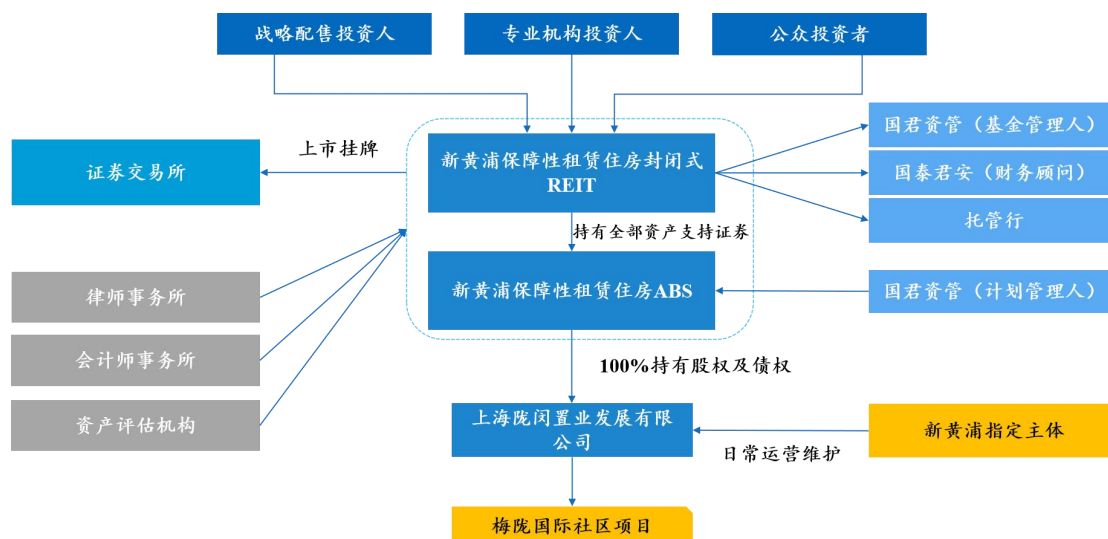 战略配售投资人
专业机构投资人
公众投资者
证券交易所
上市挂牌
新黄浦保障性租赁住房封闭式
REIT
国君资管（基金管理人）
国泰君安（财务顾问）
托管行
持有全部资产支持证券
律师事务所
会计师事务所
资产评估机构
新黄浦保障性租赁住房ABS
国君资管（计划管理人）
100%持有股权及债权
上海陇闵置业发展有限
公司
日常运营维护
新黄浦指定主体
梅陇国际社区项目